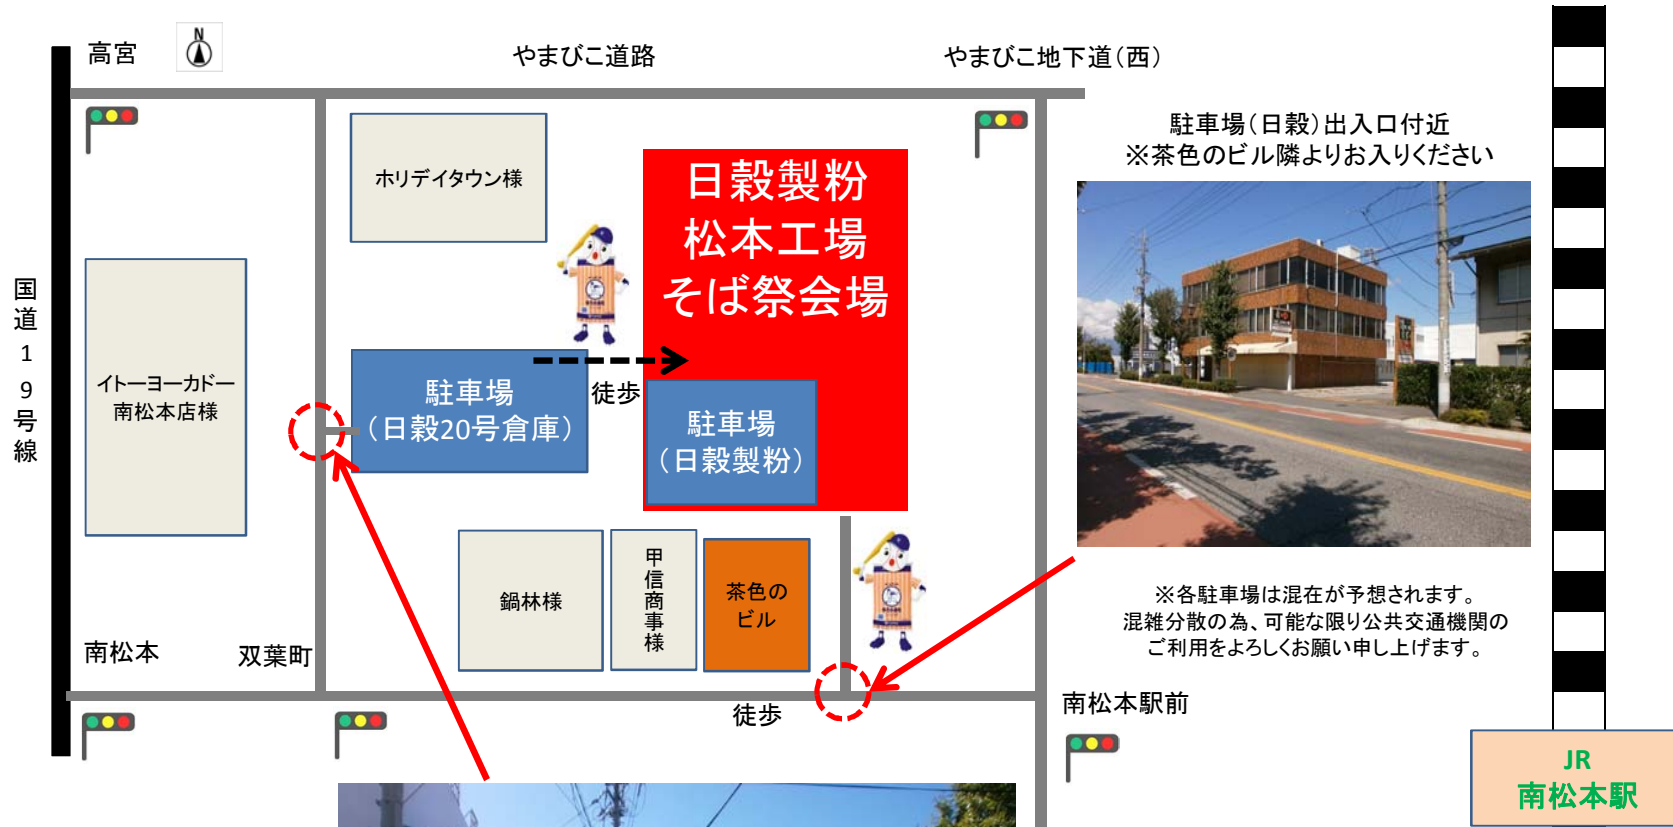 高宮
N
やまびこ道路
やまびこ地下道(西)
駐車場(日穀)出入口付近
※茶色のビル隣よりお入りください
ホリデイタウン様
日穀製粉
松本工場
そば祭会場
国道19号線
イトーヨーカドー
南松本店様
駐車場
(日穀20号倉庫)
徒歩
駐車場
(日穀製粉)
鍋林様
甲信商事様
茶色の
ビル
※各駐車場は混在が予想されます。
混雑分散の為、可能な限り公共交通機関の
ご利用をよろしくお願い申し上げます。
南松本
双葉町
徒歩
南松本駅前
JR
南松本駅